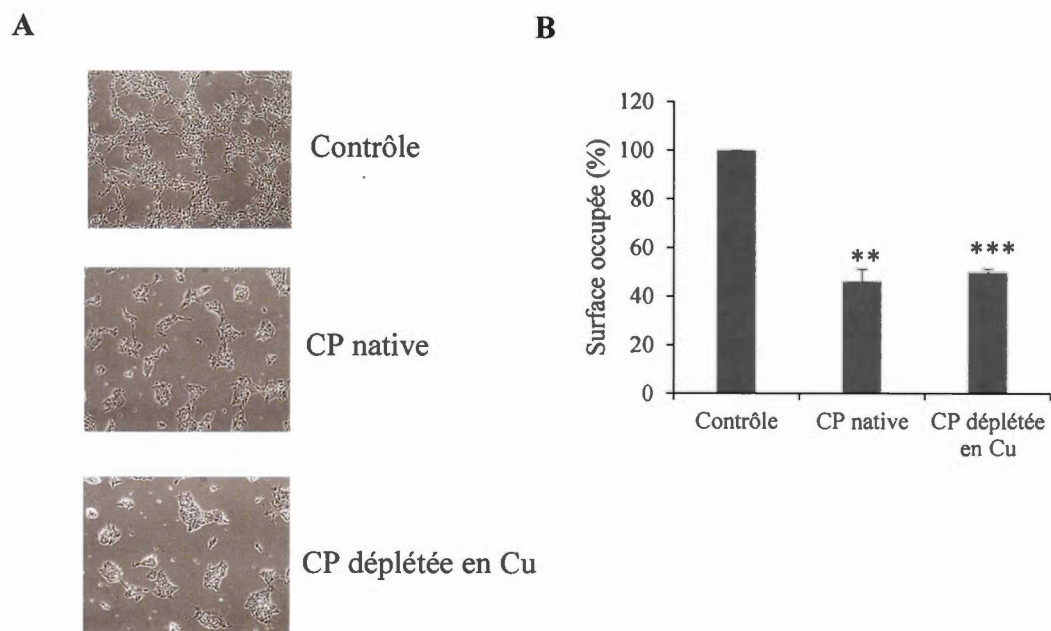 A
Contrôle
CP native
CP déplétée en Cu
B
Surface occupée (%)
120
100
80
60
40
20
0
**
***
Contrôle
CP native
CP déplétée
en Cu